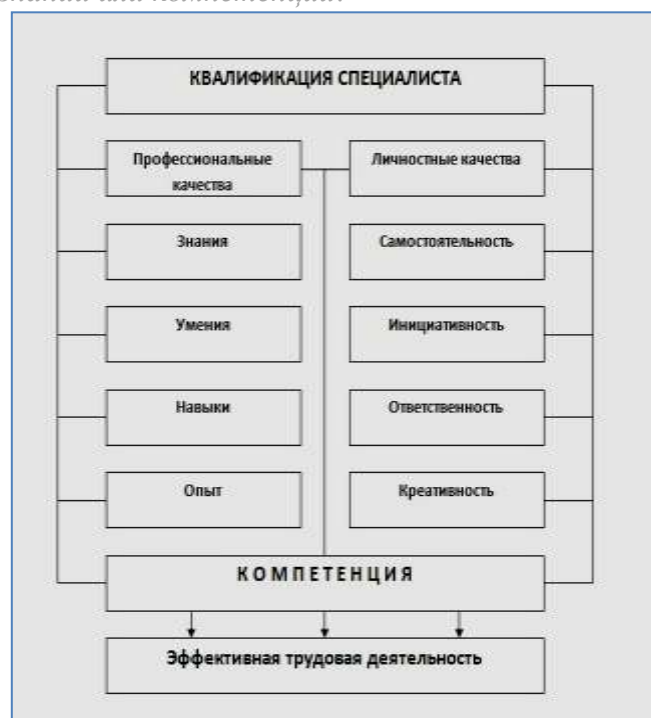 КВАЛИФИКАЦИЯ СПЕЦИАЛИСТА
Профессиональные
качества
Личностные качества
Знания
Самостоятельность
Умения
Инициативность
Навыки
Ответственность
Опыт
Креативность
КОМПЕТЕНЦИЯ
Эффективная трудовая деятельность